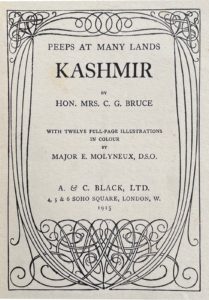 PEEPS AT MANY LANDS
KASHMIR
BY
HON. MRS. C. G. BRUCE
WITH TWELVE FULL-PAGE ILLUSTRATIONS
IN COLOUR
BY
MAJOR E. MOLYNEUX, D.S.O.
A. & C. BLACK, LTD.
4, 5 & 6 SOHO SQUARE, LONDON, W.
1915